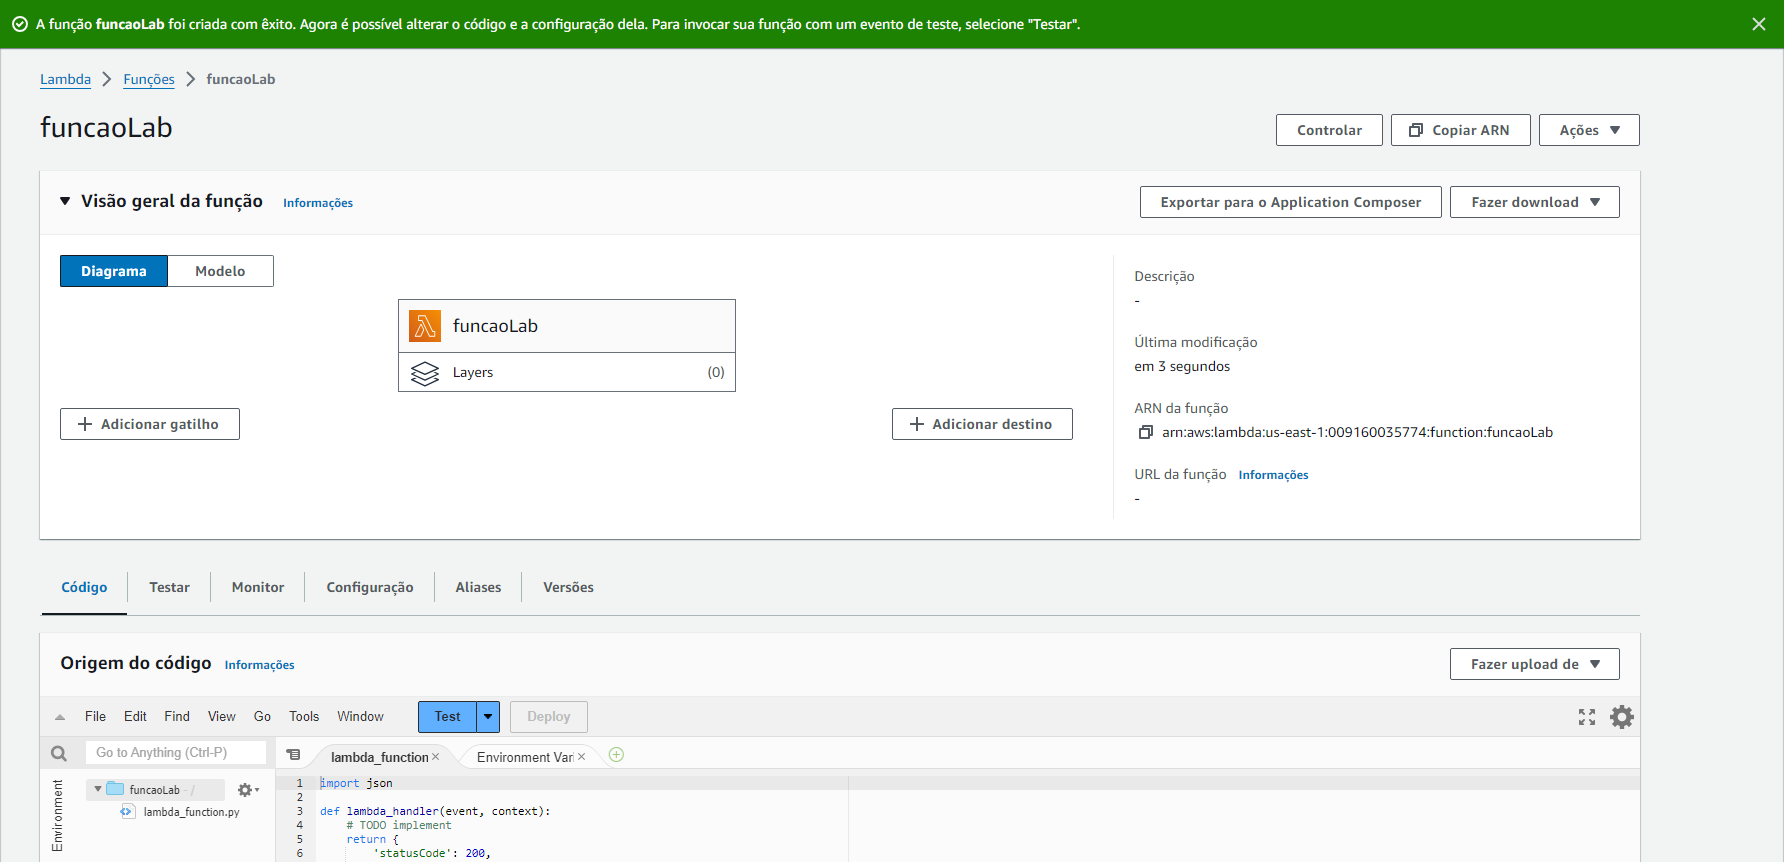 A função funcaoLab foi criada com êxito. Agora é possível alterar o código e a configuração dela. Para invocar sua função com um evento de teste, selecione "Testar".
Lambda > Funções > funcaoLab
funcaoLab
Controlar
Copiar ARN
Ações
Visão geral da função Informações
Exportar para o Application Composer
Fazer download
Diagrama
Modelo
funcaoLab
Layers (0)
Adicionar gatilho
Adicionar destino
Descrição
-
Última modificação
em 3 segundos
ARN da função
arn:aws:lambda:us-east-1:009160035774:function:funcaoLab
URL da função Informações
-
Código Testar Monitor Configuração Aliases Versões
Origem do código Informações
Fazer upload de
File Edit Find View Go Tools Window Test Deploy
Go to Anything (Ctrl-P)
lambda_function
Environment Vari
Environment
funcaoLab - /
lambda_function.py
1 import json
2
3 def lambda_handler(event, context):
4 # TODO implement
5 return {
6 'statusCode': 200,